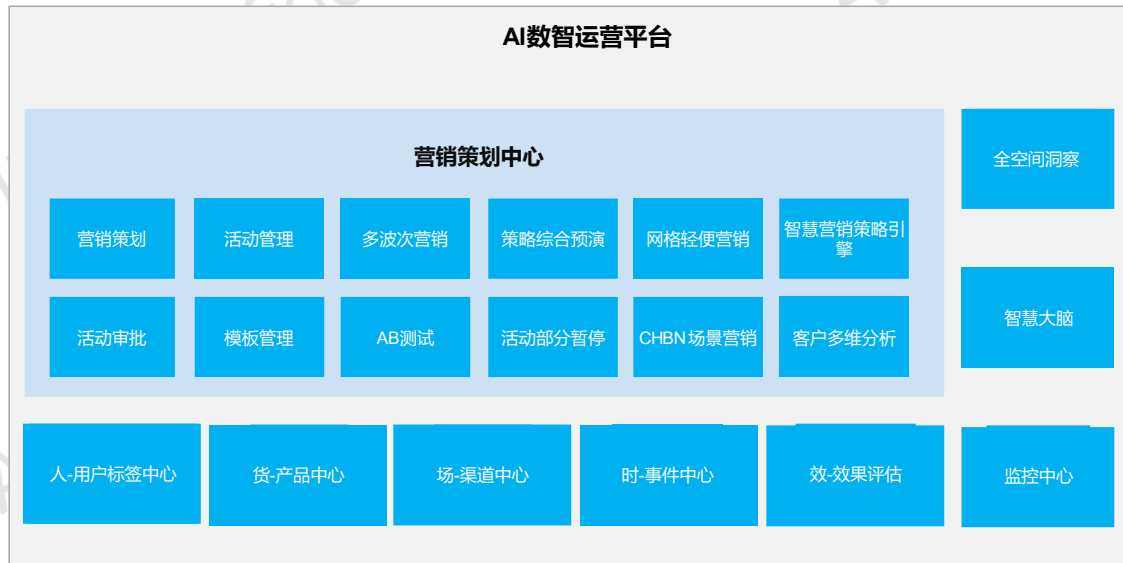 AI数智运营平台
营销策划中心
全空间洞察
营销策划
活动管理
多波次营销
策略综合预演
网格轻便营销
智慧营销策略引
擎
智慧大脑
活动审批
模板管理
AB测试
活动部分暂停
CHBN场景营销
客户多维分析
人-用户标签中心
货-产品中心
场-渠道中心
时-事件中心
效-效果评估
监控中心